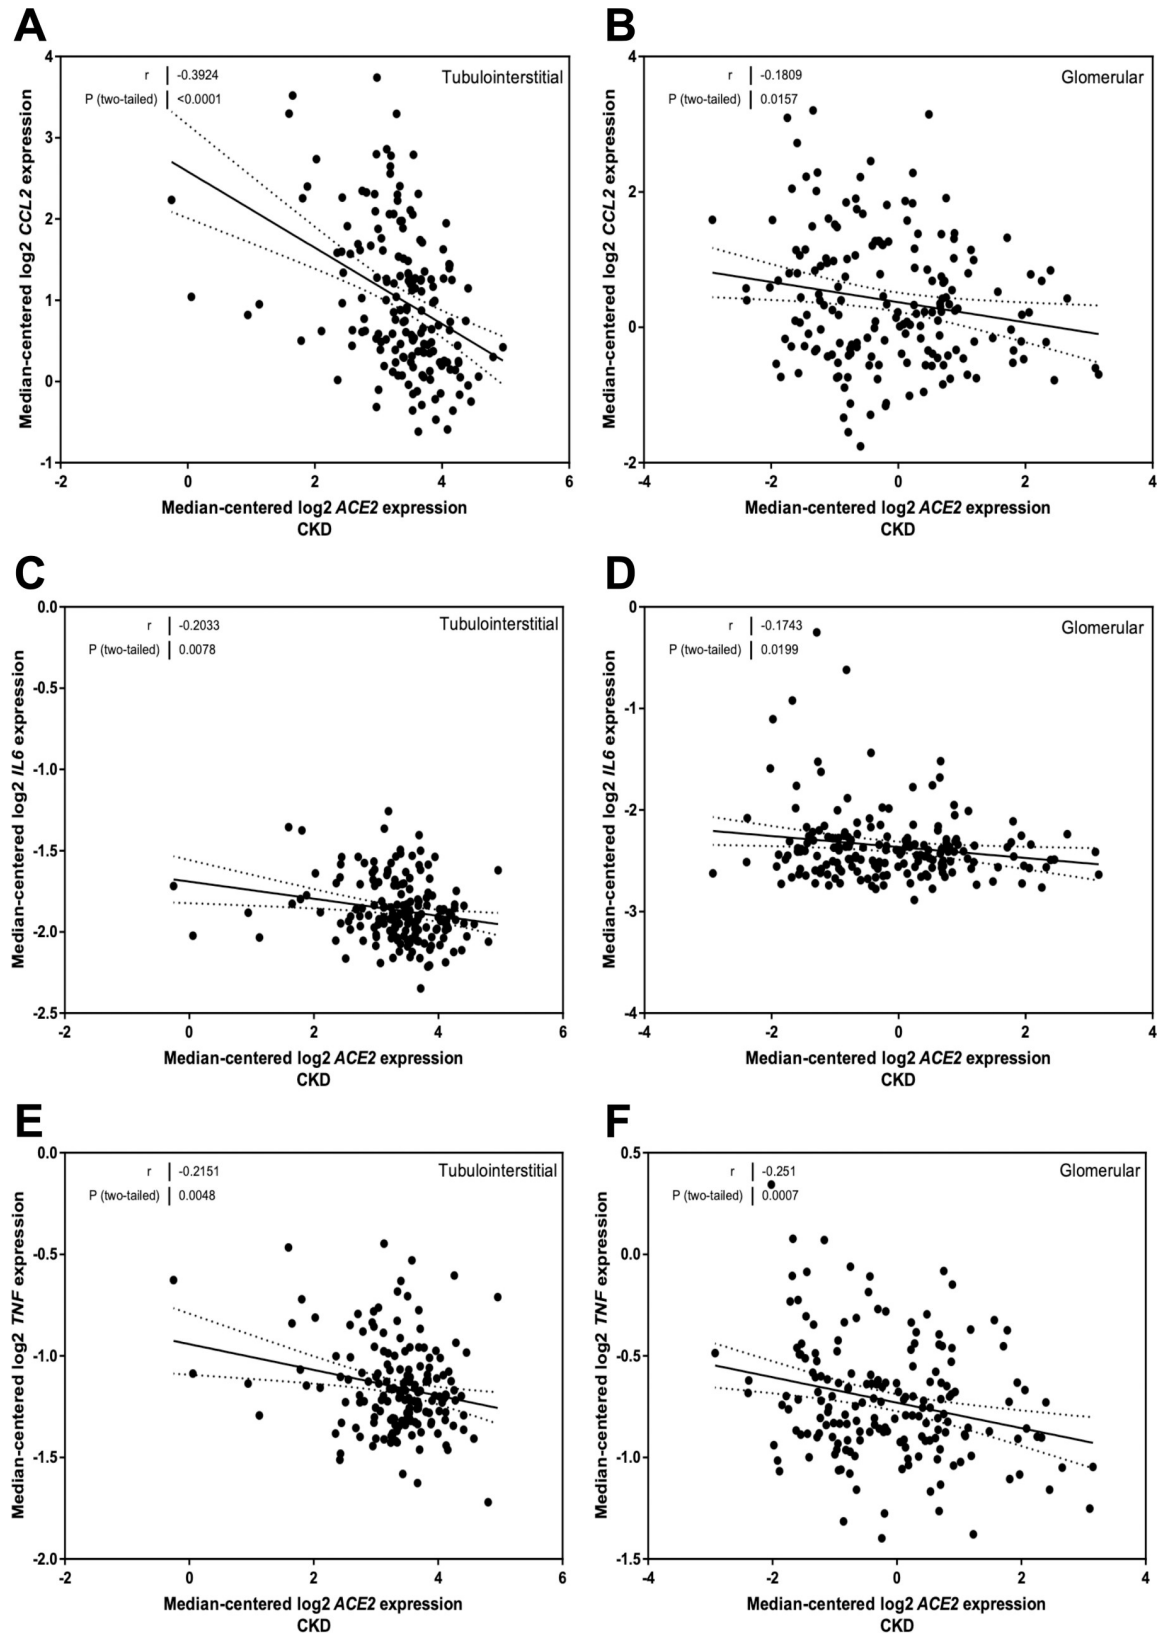 A
4
3
2
1
0
-1
-2
0
2
4
6
r -0.3924
P (two-tailed) <0.0001
Tubulointerstitial
Median-centered log2 CCL2 expression
Median-centered log2 ACE2 expression
CKD
B
4
2
0
-2
-4
-2
0
2
4
r -0.1809
P (two-tailed) 0.0157
Glomerular
Median-centered log2 CCL2 expression
Median-centered log2 ACE2 expression
CKD
C
0.0
-0.5
-1.0
-1.5
-2.0
-2.5
-2
0
2
4
6
r -0.2033
P (two-tailed) 0.0078
Tubulointerstitial
Median-centered log2 IL6 expression
Median-centered log2 ACE2 expression
CKD
D
0
-1
-2
-3
-4
-4
-2
0
2
4
r -0.1743
P (two-tailed) 0.0199
Glomerular
Median-centered log2 IL6 expression
Median-centered log2 ACE2 expression
CKD
E
0.0
-0.5
-1.0
-1.5
-2.0
-2
0
2
4
6
r -0.2151
P (two-tailed) 0.0048
Tubulointerstitial
Median-centered log2 TNF expression
Median-centered log2 ACE2 expression
CKD
F
0.5
0.0
-0.5
-1.0
-1.5
-4
-2
0
2
4
r -0.251
P (two-tailed) 0.0007
Glomerular
Median-centered log2 TNF expression
Median-centered log2 ACE2 expression
CKD